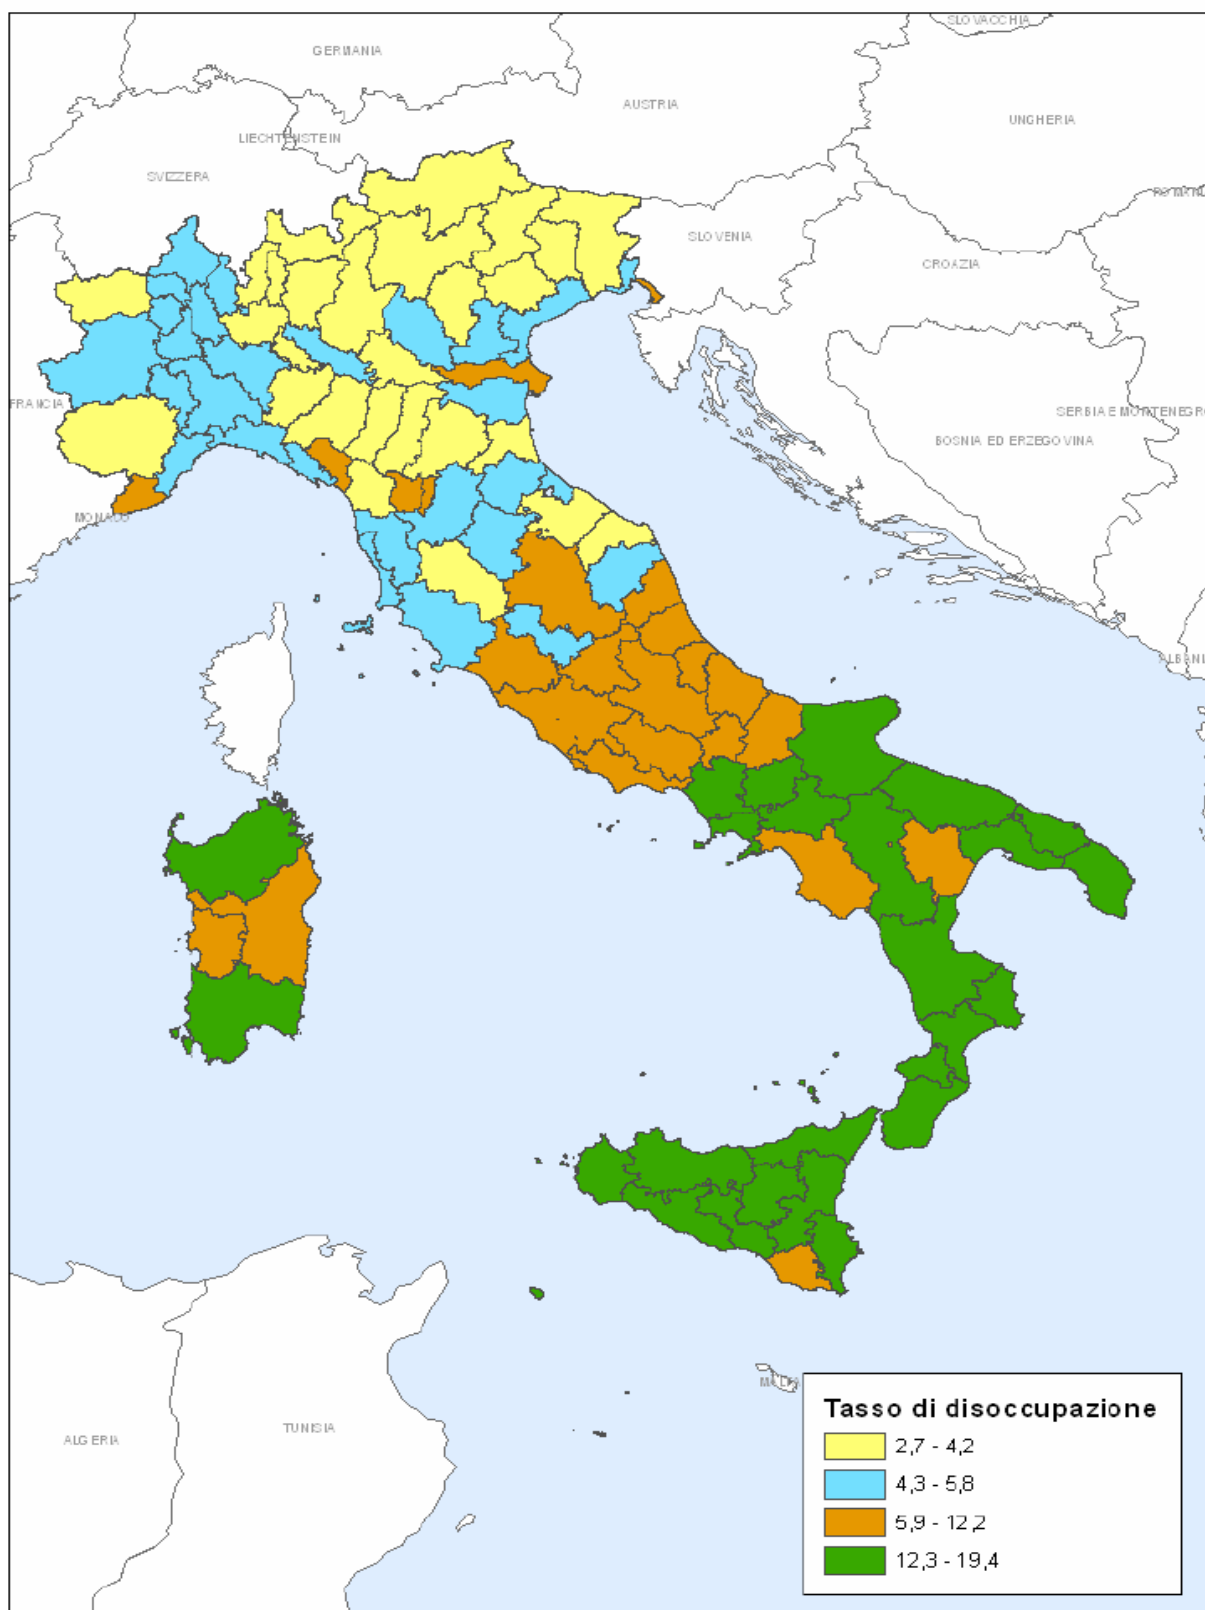 SLOVACCHIA
GERMANIA
AUSTRIA
UNGHERIA
LIECHTENSTEIN
SVIZZERA
SLOVENIA
CROAZIA
FRANCIA
SERBIA E MONTENEGRO
BOSNIA ED ERZEGOVINA
MONACO
ALGERIA
TUNISIA
Tasso di disoccupazione
2,7 - 4,2
4,3 - 5,8
5,9 - 12,2
12,3 - 19,4